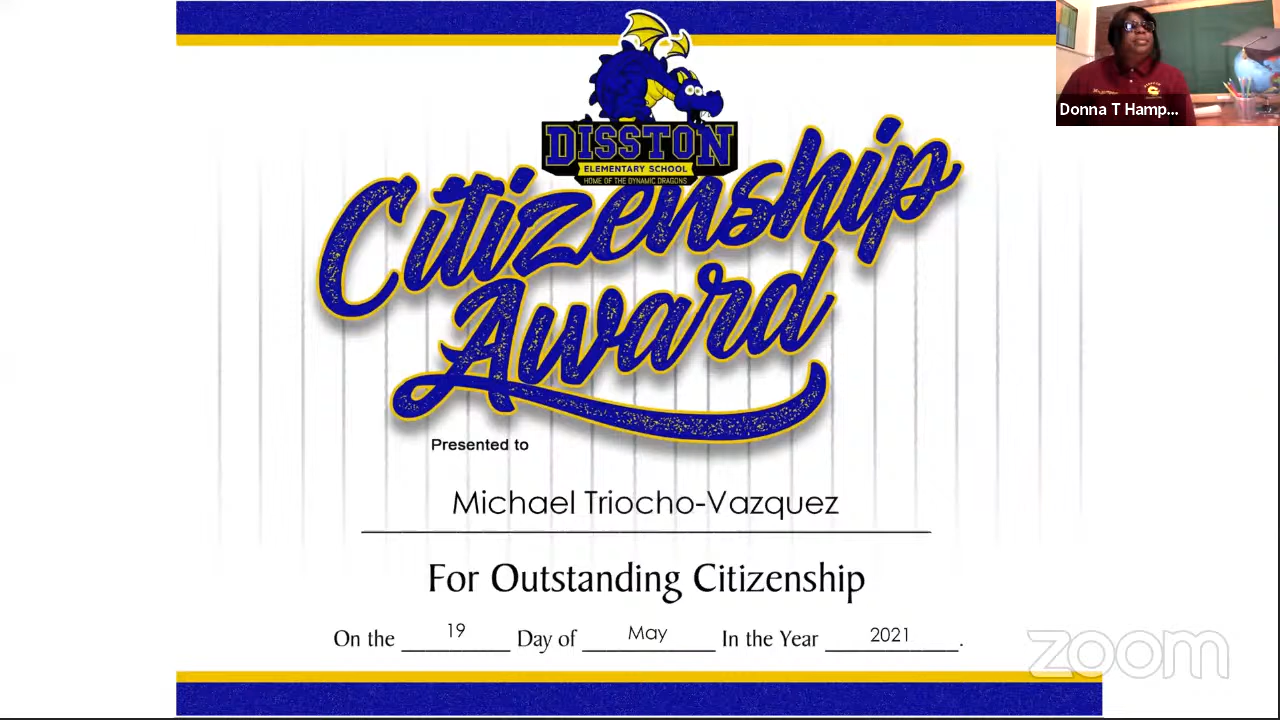 Donna T Hamp...
DISSTON
ELEMENTARY SCHOOL
HOME OF THE DYNAMIC DRAGONS
Citizenship
Award
Presented to
Michael Triocho-Vazquez
For Outstanding Citizenship
On the 19 Day of May In the Year 2021.
zoom